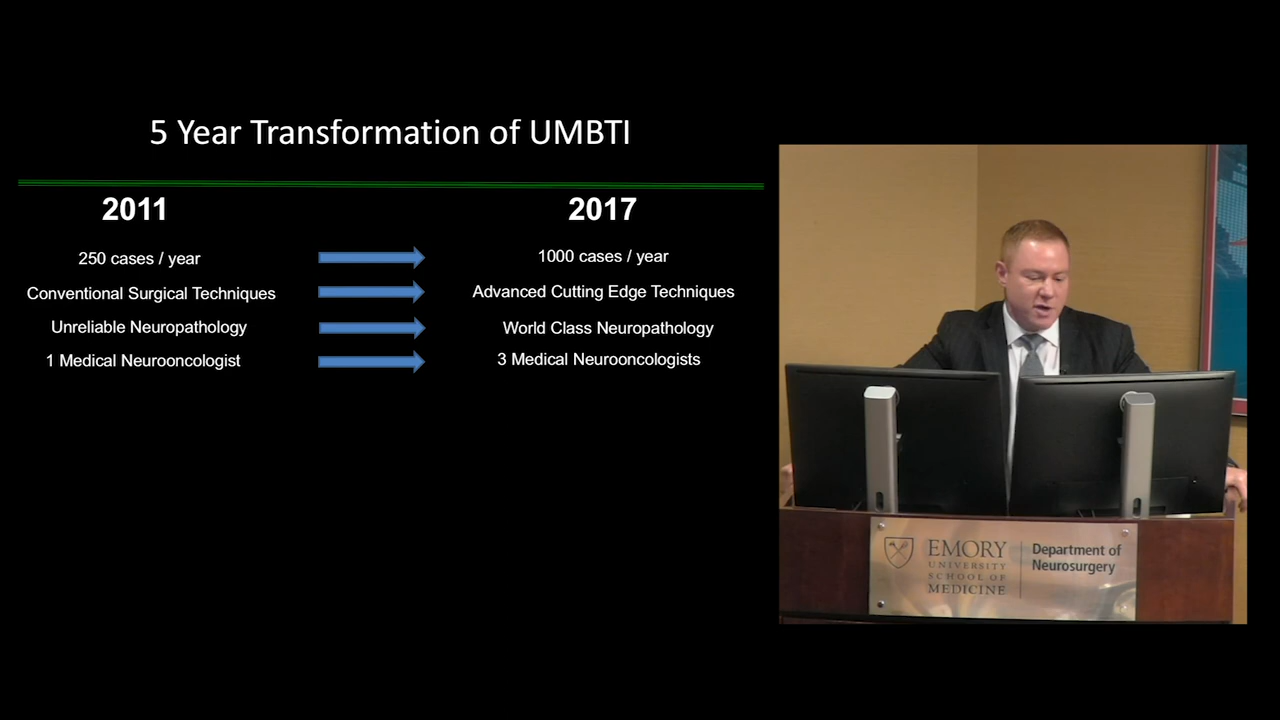 5 Year Transformation of UMBTI
2011
2017
250 cases / year
1000 cases / year
Conventional Surgical Techniques
Advanced Cutting Edge Techniques
Unreliable Neuropathology
World Class Neuropathology
1 Medical Neurooncologist
3 Medical Neurooncologists
EMORY
UNIVERSITY
SCHOOL OF
MEDICINE
Department of
Neurosurgery